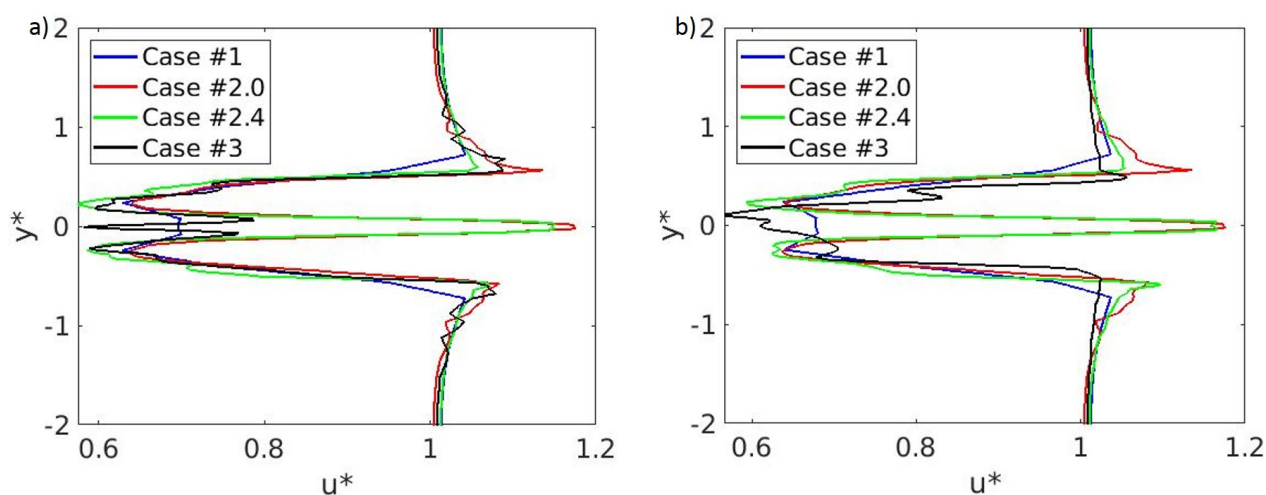 a)
2
1
0
-1
-2
y*
Case #1
Case #2.0
Case #2.4
Case #3
0.6 0.8 1 1.2
u*
b)
2
1
0
-1
-2
y*
Case #1
Case #2.0
Case #2.4
Case #3
0.6 0.8 1 1.2
u*